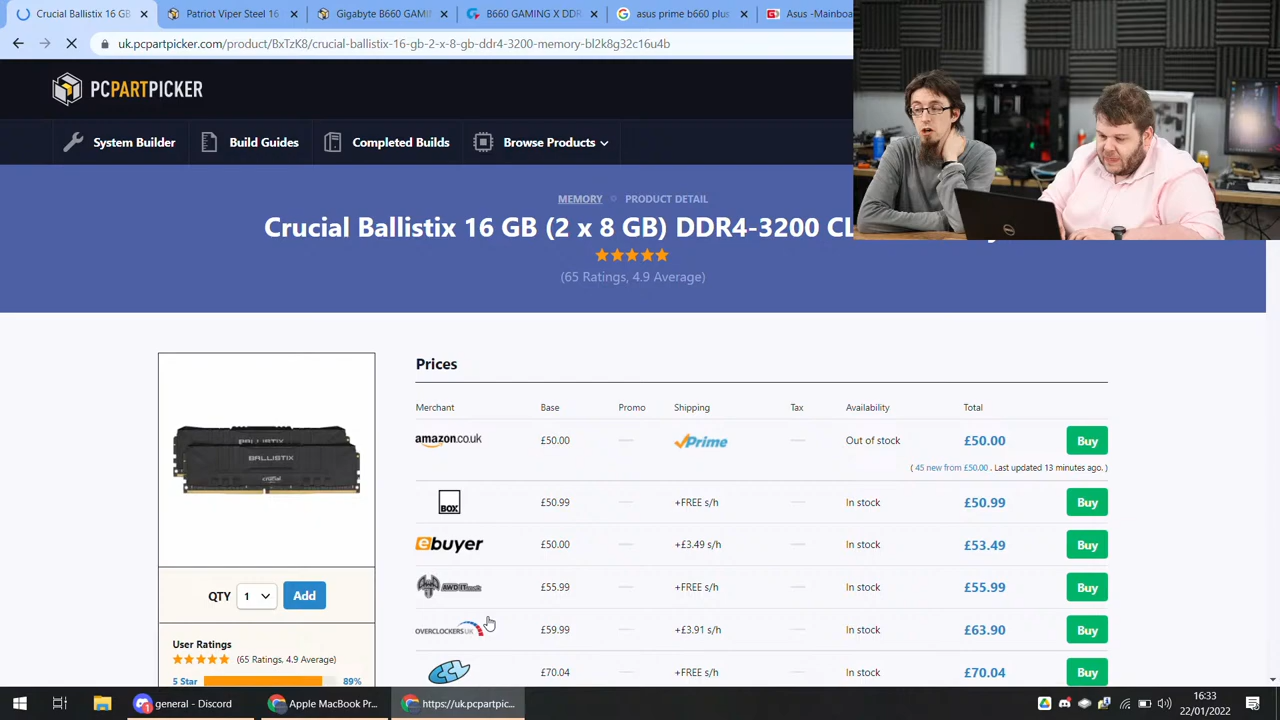 Crucial Ballistix 16 GB
Patriot Viper Steel 16
Gigabyte B660 GAMIN
B660 GAMING X DDR
asus prime b660 plus
Asus -Mainboa
uk.pcpartpicker.com/product/BxTzK8/crucial-ballistix-16-gb-2-x-8-gb-ddr4-3200-memory-bl2k8g32c16u4b
PCPARTPICKER
System Builder
Build Guides
Completed Builds
Browse Products
MEMORY
PRODUCT DETAIL
Crucial Ballistix 16 GB (2 x 8 GB) DDR4-3200 CL
(65 Ratings, 4.9 Average)
Prices
Merchant
Base
Promo
Shipping
Tax
Availability
Total
amazon.co.uk
£50.00
Prime
Out of stock
£50.00
Buy
( 45 new from £50.00 . Last updated 13 minutes ago. )
BOX
£50.99
+FREE s/h
In stock
£50.99
Buy
ebuyer
£50.00
+£3.49 s/h
In stock
£53.49
Buy
AWD IT
£55.99
+FREE s/h
In stock
£55.99
Buy
OVERCLOCKERS UK
£59.99
+£3.91 s/h
In stock
£63.90
Buy
£70.04
+FREE s/h
In stock
£70.04
Buy
BALLISTIX
BALLISTIX
crucial
QTY
1
Add
User Ratings
(65 Ratings, 4.9 Average)
5 Star
89%
general - Discord
Apple MacBook P
https://uk.pcpartpic...
16:33
22/01/2022